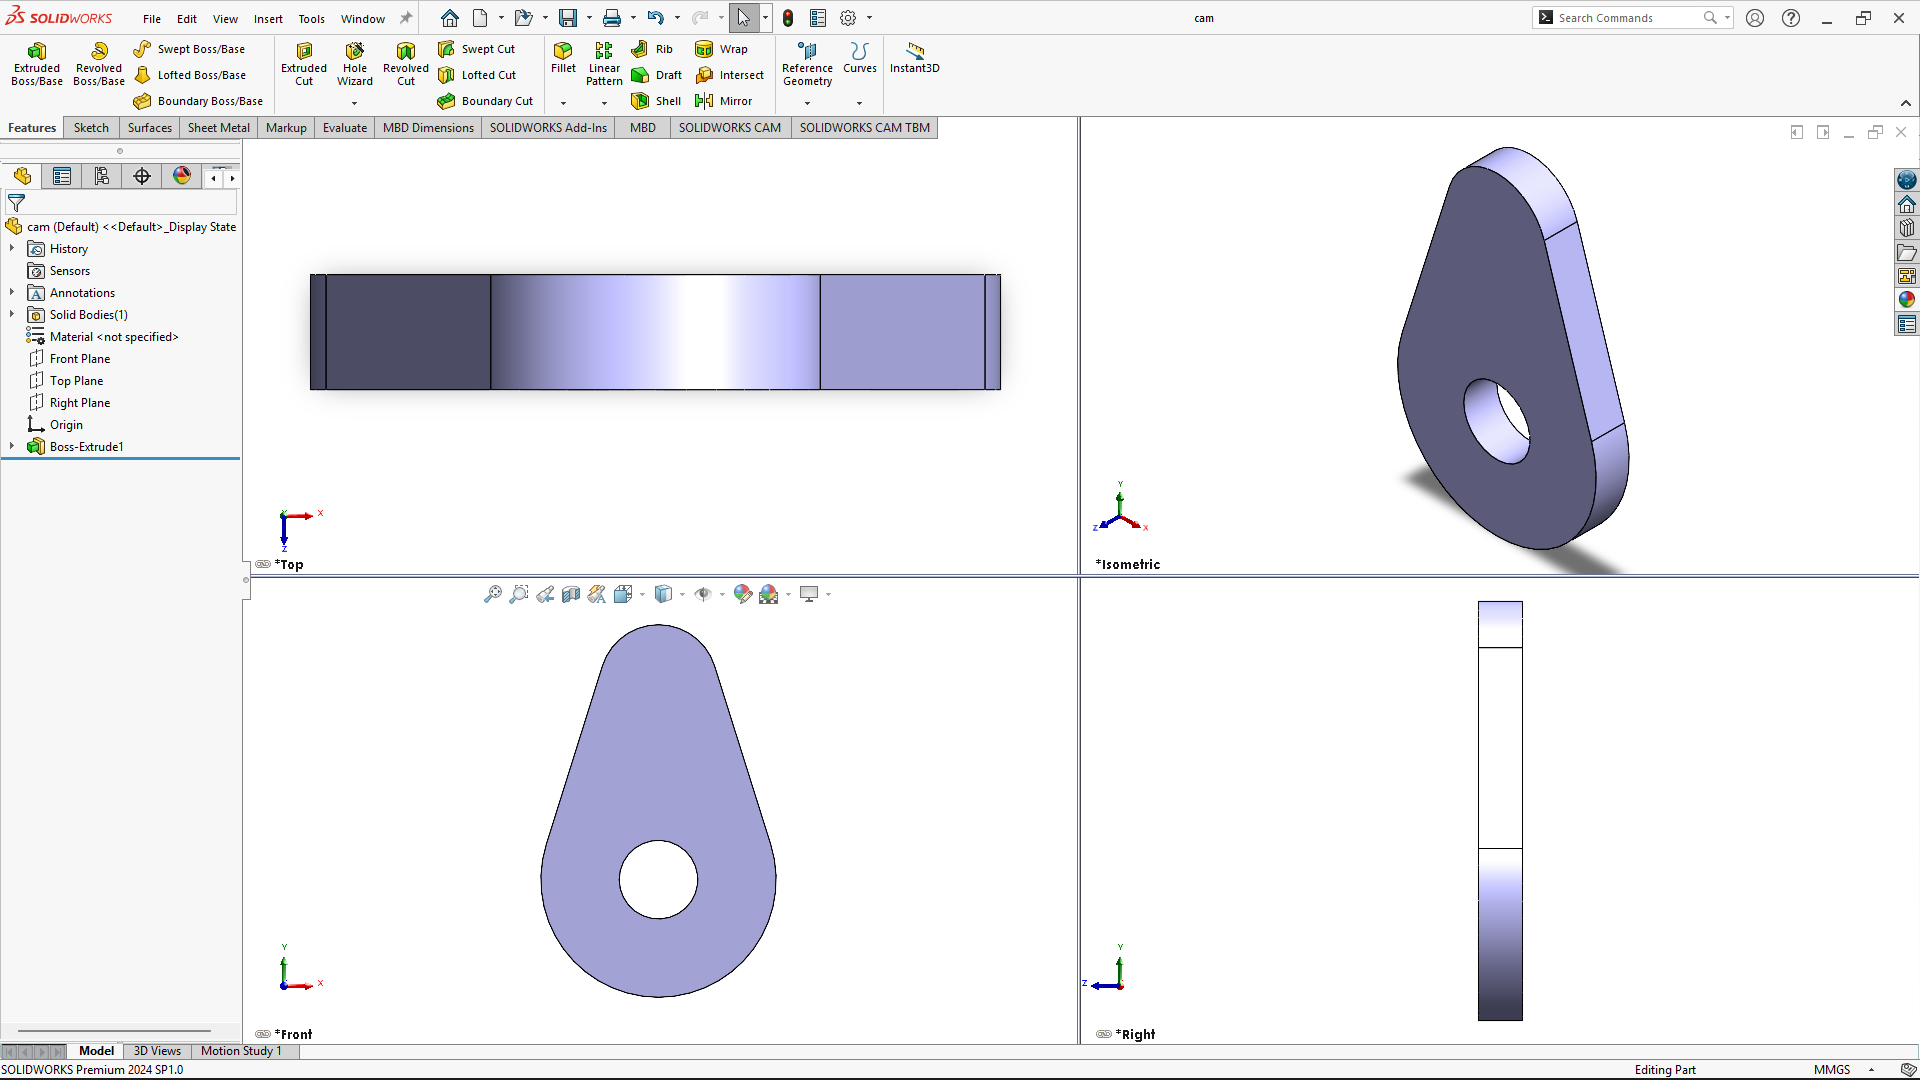 SOLIDWORKS File Edit View Insert Tools Window cam Search Commands
Extruded Boss/Base
Revolved Boss/Base
Swept Boss/Base
Lofted Boss/Base
Boundary Boss/Base
Extruded Cut
Hole Wizard
Revolved Cut
Swept Cut
Lofted Cut
Boundary Cut
Fillet
Linear Pattern
Rib
Draft
Shell
Wrap
Intersect
Mirror
Reference Geometry
Curves
Instant3D
Features Sketch Surfaces Sheet Metal Markup Evaluate MBD Dimensions SOLIDWORKS Add-Ins MBD SOLIDWORKS CAM SOLIDWORKS CAM TBM
cam (Default) <<Default>_Display State
History
Sensors
Annotations
Solid Bodies(1)
Material <not specified>
Front Plane
Top Plane
Right Plane
Origin
Boss-Extrude1
Y X
Z
*Top
Y
Z X
*Isometric
Y
X
*Front
Y
Z
*Right
Model 3D Views Motion Study 1
SOLIDWORKS Premium 2024 SP1.0 Editing Part MMGS